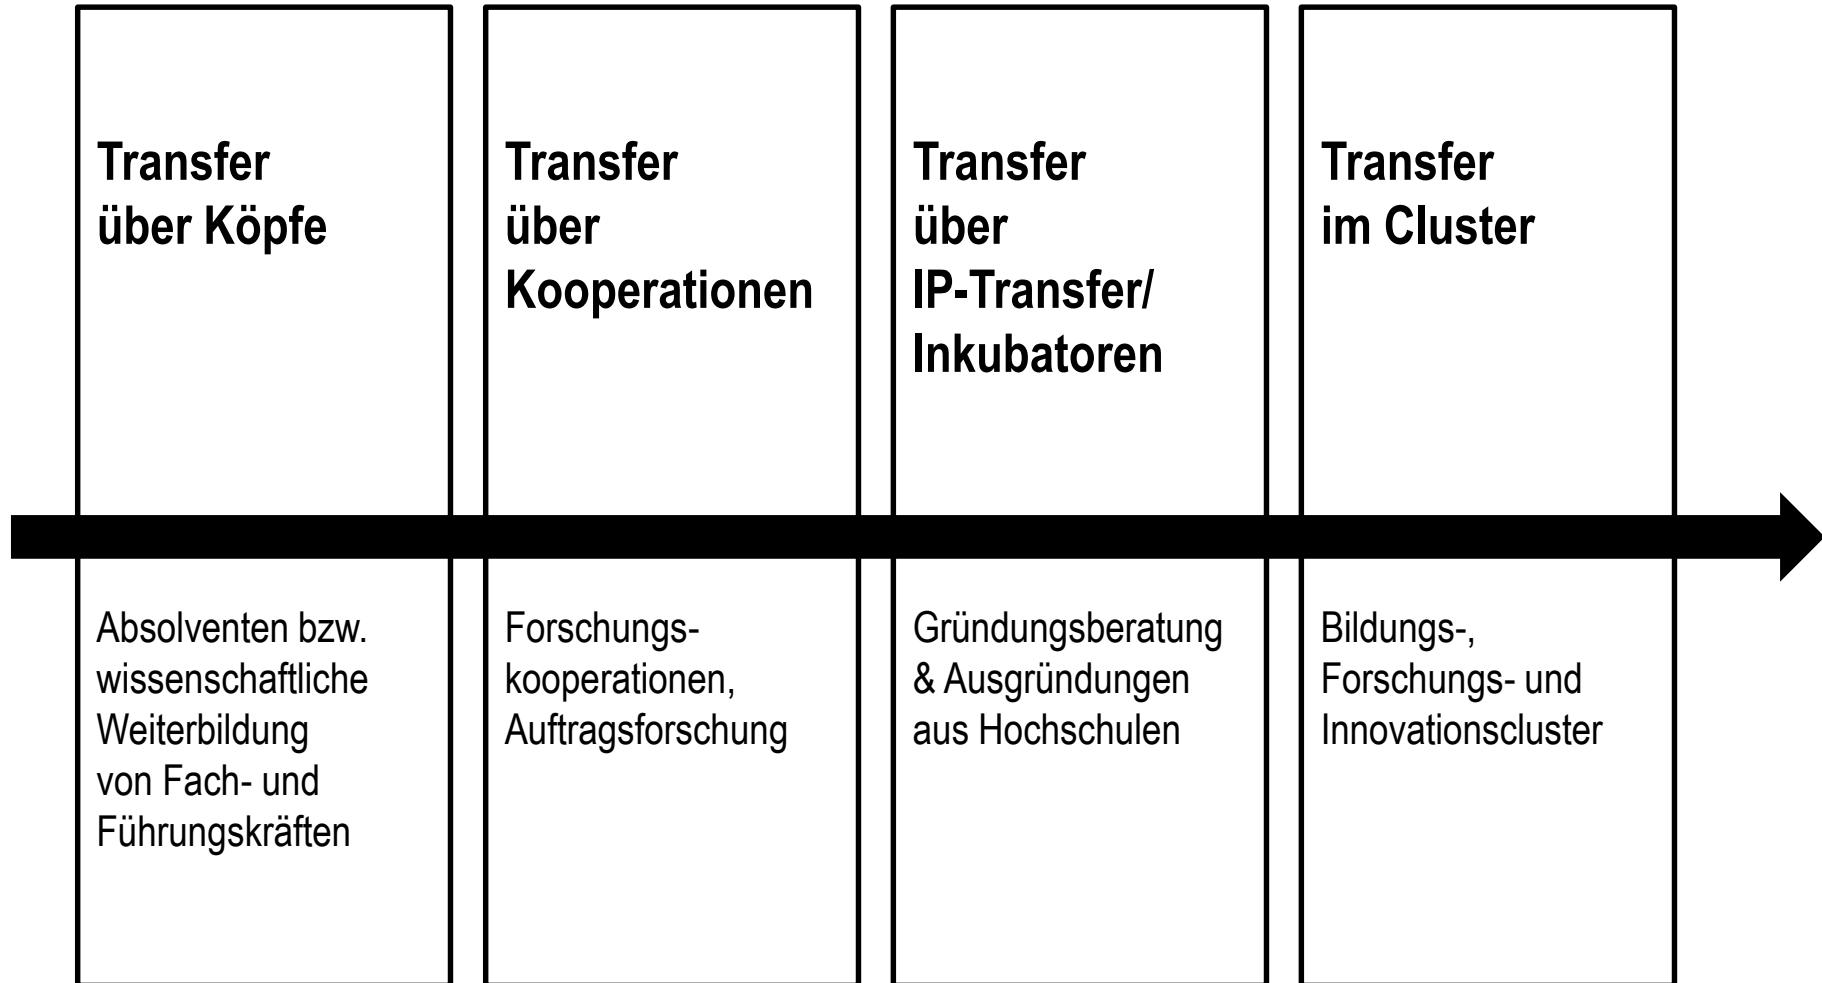 Transfer
über Köpfe
Absolventen bzw.
wissenschaftliche
Weiterbildung
von Fach- und
Führungskräften
Transfer
über
Kooperationen
Forschungs-
kooperationen,
Auftragsforschung
Transfer
über
IP-Transfer/
Inkubatoren
Gründungsberatung
& Ausgründungen
aus Hochschulen
Transfer
im Cluster
Bildungs-,
Forschungs- und
Innovationscluster